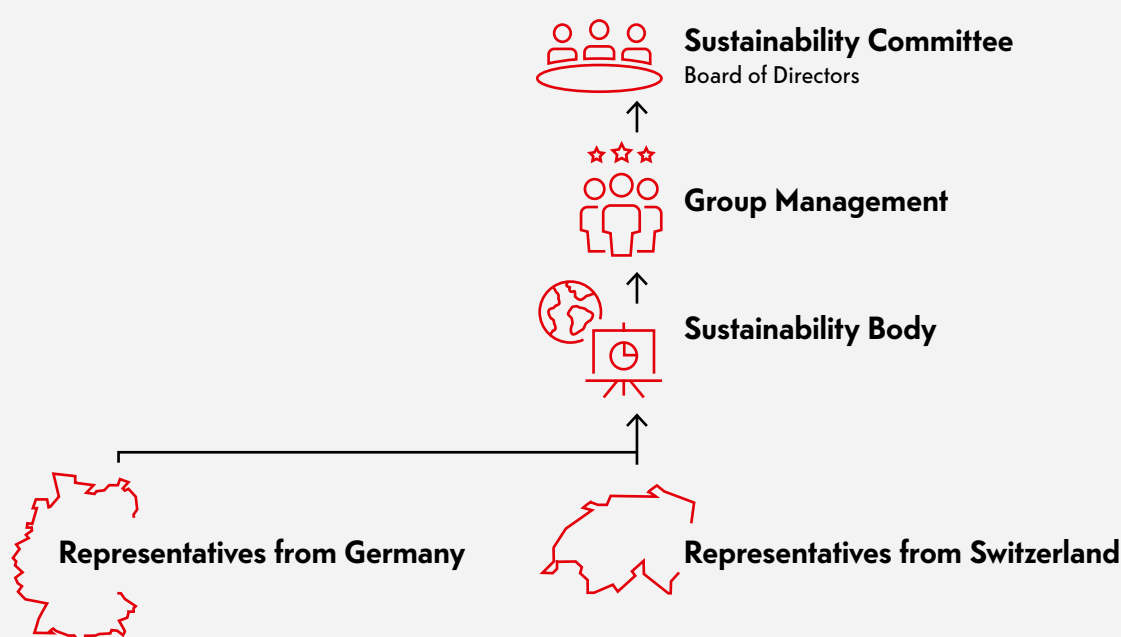 Sustainability Committee
Board of Directors
Group Management
Sustainability Body
Representatives from Germany
Representatives from Switzerland